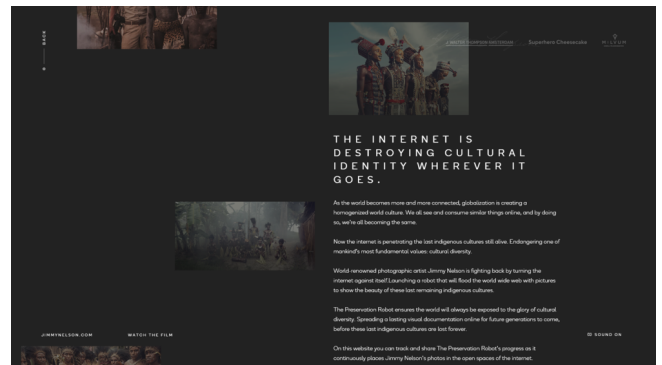 BACK
J. WALTER THOMPSON AMSTERDAM
Superhero Cheesecake
MILKUM
THE INTERNET IS
DESTROYING CULTURAL
IDENTITY WHEREVER IT
GOES.
As the world becomes more and more connected, globalization is creating a
homogenized world culture. We all see and consume similar things online, and by doing
so, we're all becoming the same.
Now the internet is penetrating the last indigenous cultures still alive. Endangering one of
mankind's most fundamental values: cultural diversity.
World-renowned photographic artist Jimmy Nelson is fighting back by turning the
internet against itself.Launching a robot that will flood the world wide web with pictures
to show the beauty of these last remaining indigenous cultures.
The Preservation Robot ensures the world will always be exposed to the glory of cultural
diversity. Spreading a lasting visual documentation online for future generations to come,
before these last indigenous cultures are lost forever.
On this website you can track and share The Preservation Robot's progress as it
continuously places Jimmy Nelson's photos in the open spaces of the internet.
JIMMYNELSON.COM
WATCH THE FILM
SOUND ON